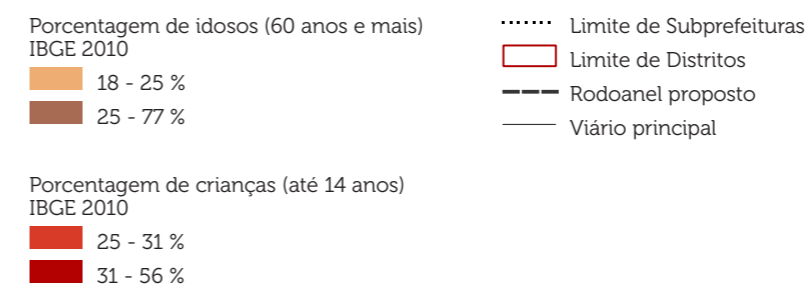 Porcentagem de idosos (60 anos e mais)
IBGE 2010
18 - 25 %
25 - 77 %
Porcentagem de crianças (até 14 anos)
IBGE 2010
25 - 31 %
31 - 56 %
Limite de Subprefeituras
Limite de Distritos
Rodoanel proposto
Viário principal